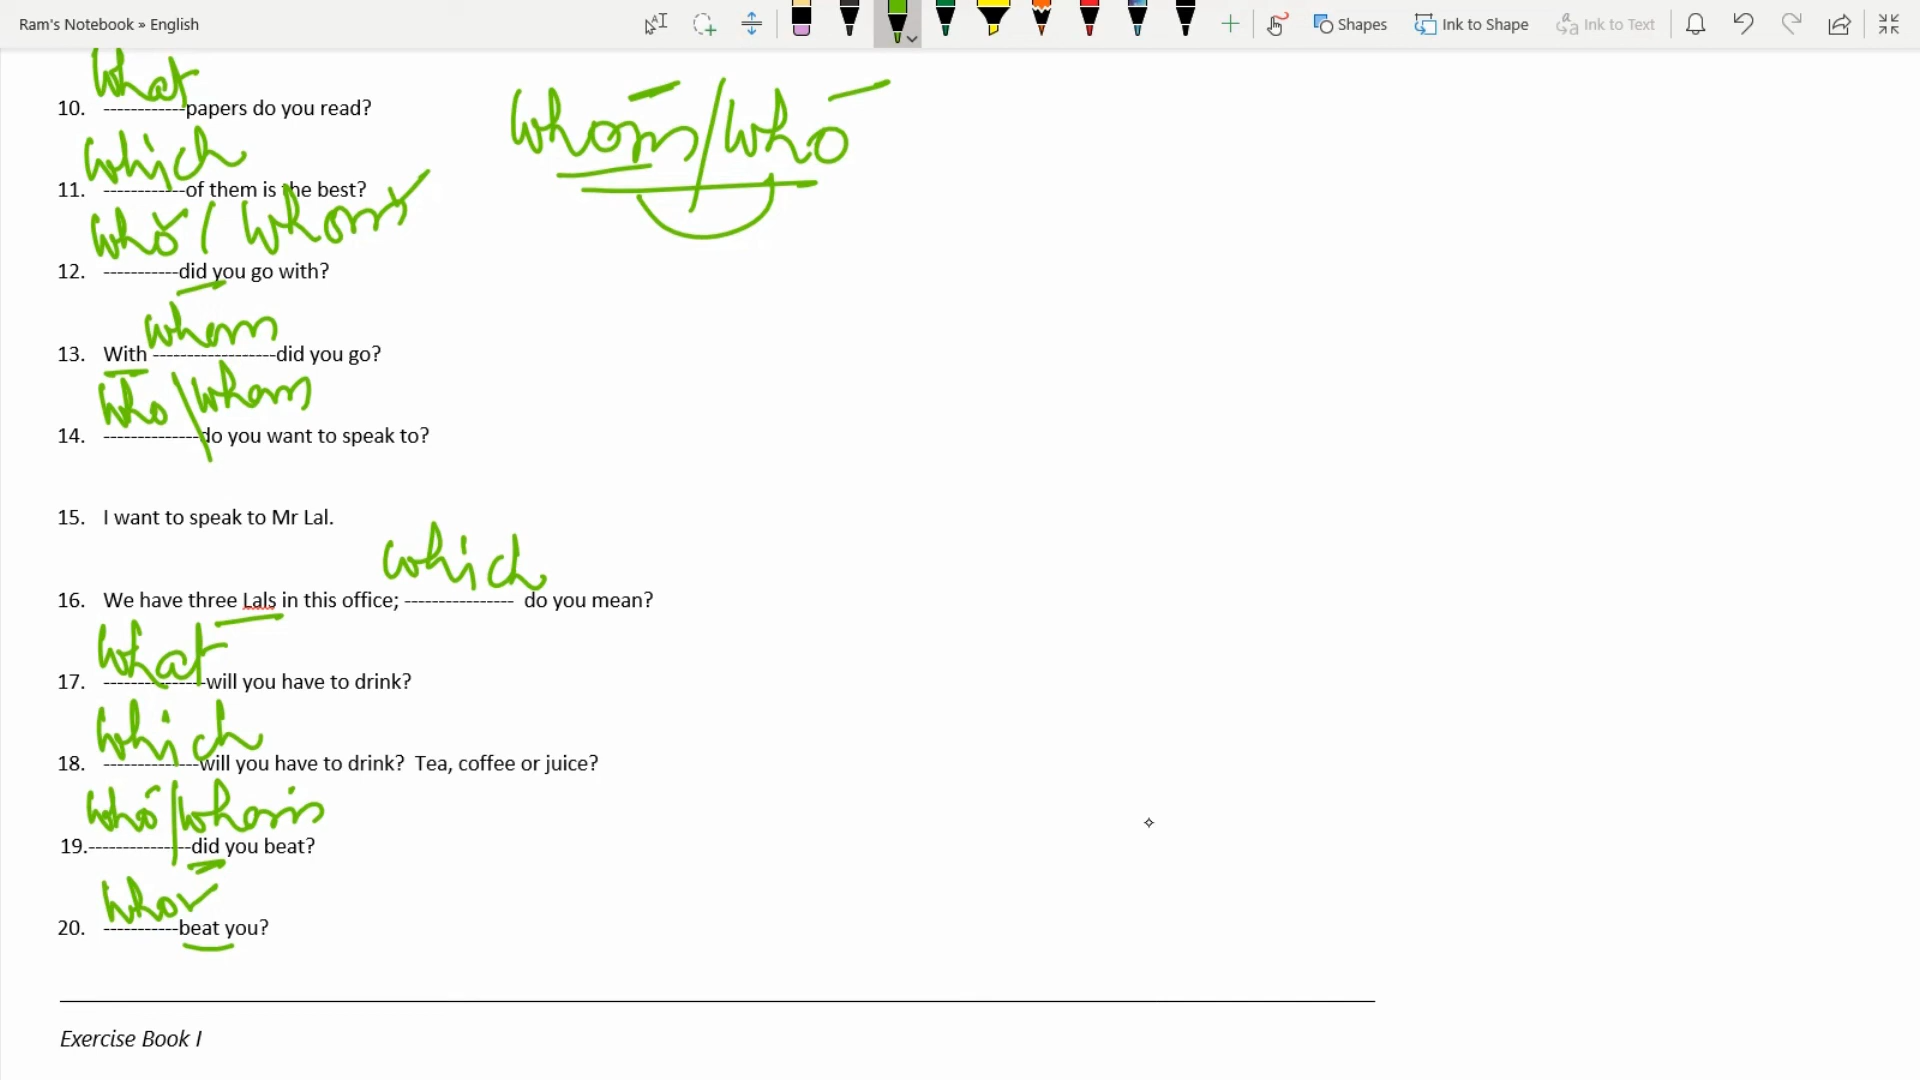 Ram's Notebook » English
Shapes Ink to Shape Ink to Text
what
10. ------------papers do you read?
whom/who
which
11. ------------of them is the best?
who / whom
12. -----------did you go with?
whom
13. With ------------------did you go?
who / whom
14. --------------do you want to speak to?
15. I want to speak to Mr Lal.
which
16. We have three Lals in this office; ---------------- do you mean?
what
17. ---------------will you have to drink?
which
18. --------------will you have to drink? Tea, coffee or juice?
who/whom
19.---------------did you beat?
who
20. -----------beat you?
Exercise Book I